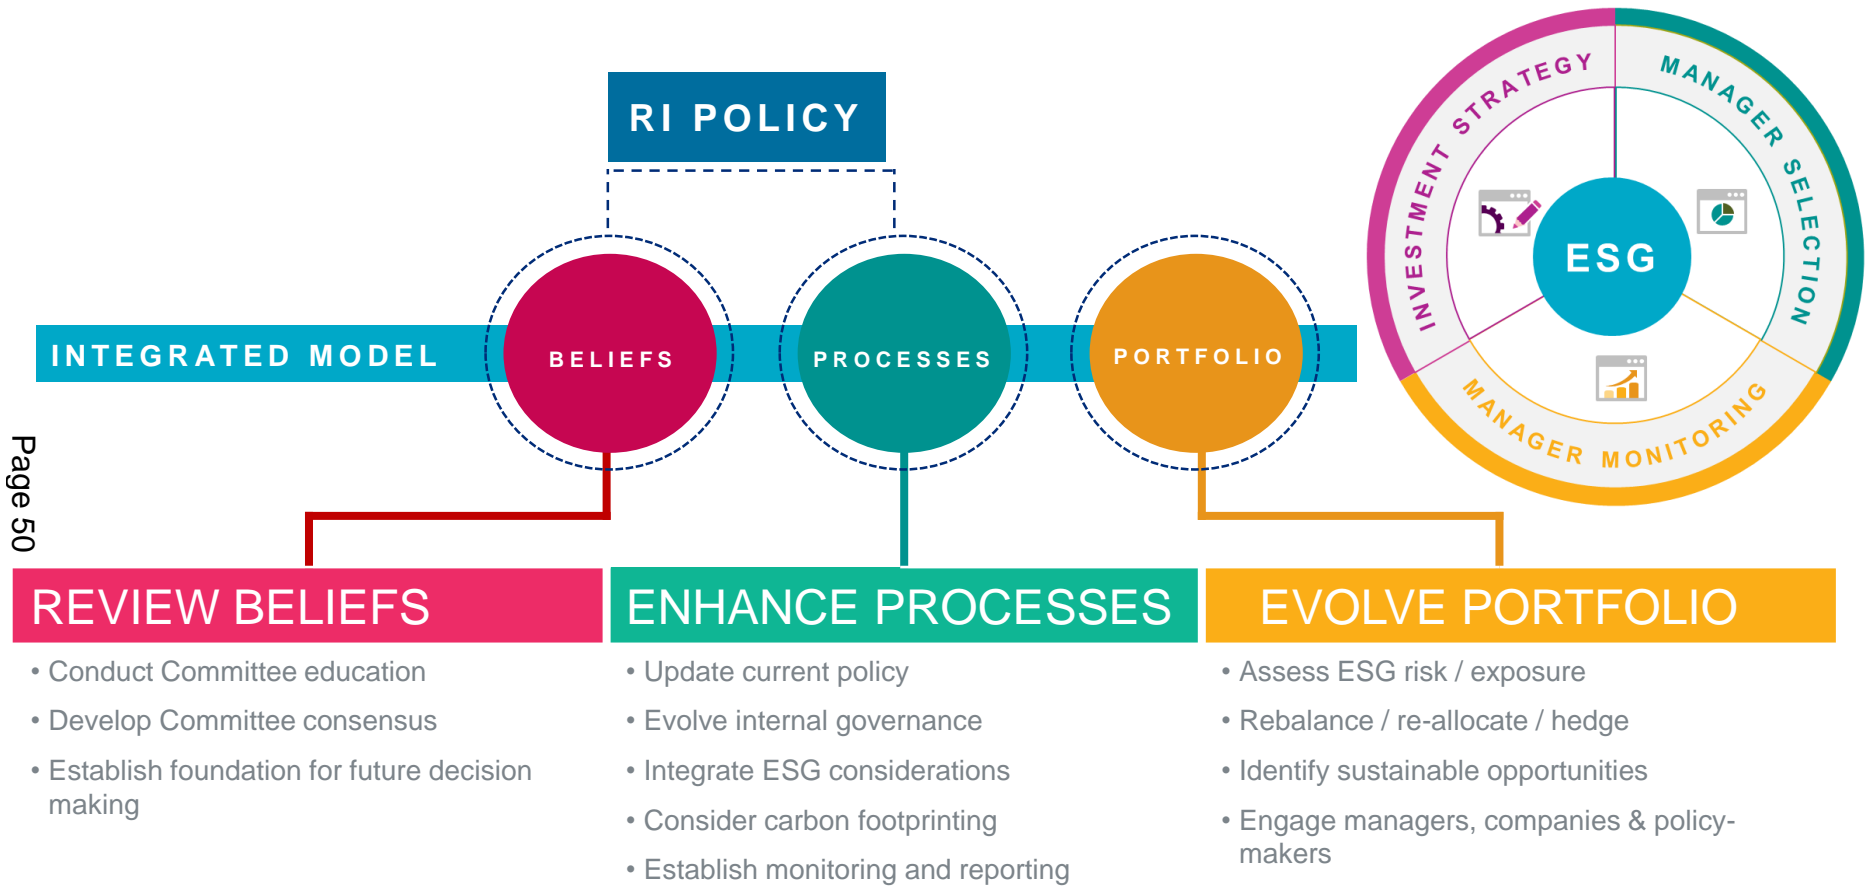 RI POLICY
INVESTMENT STRATEGY
MANAGER SELECTION
MANAGER MONITORING
ESG
INTEGRATED MODEL
BELIEFS
PROCESSES
PORTFOLIO
Page 50
REVIEW BELIEFS
• Conduct Committee education
• Develop Committee consensus
• Establish foundation for future decision
making
ENHANCE PROCESSES
• Update current policy
• Evolve internal governance
• Integrate ESG considerations
• Consider carbon footprinting
• Establish monitoring and reporting
EVOLVE PORTFOLIO
• Assess ESG risk / exposure
• Rebalance / re-allocate / hedge
• Identify sustainable opportunities
• Engage managers, companies & policy-
makers